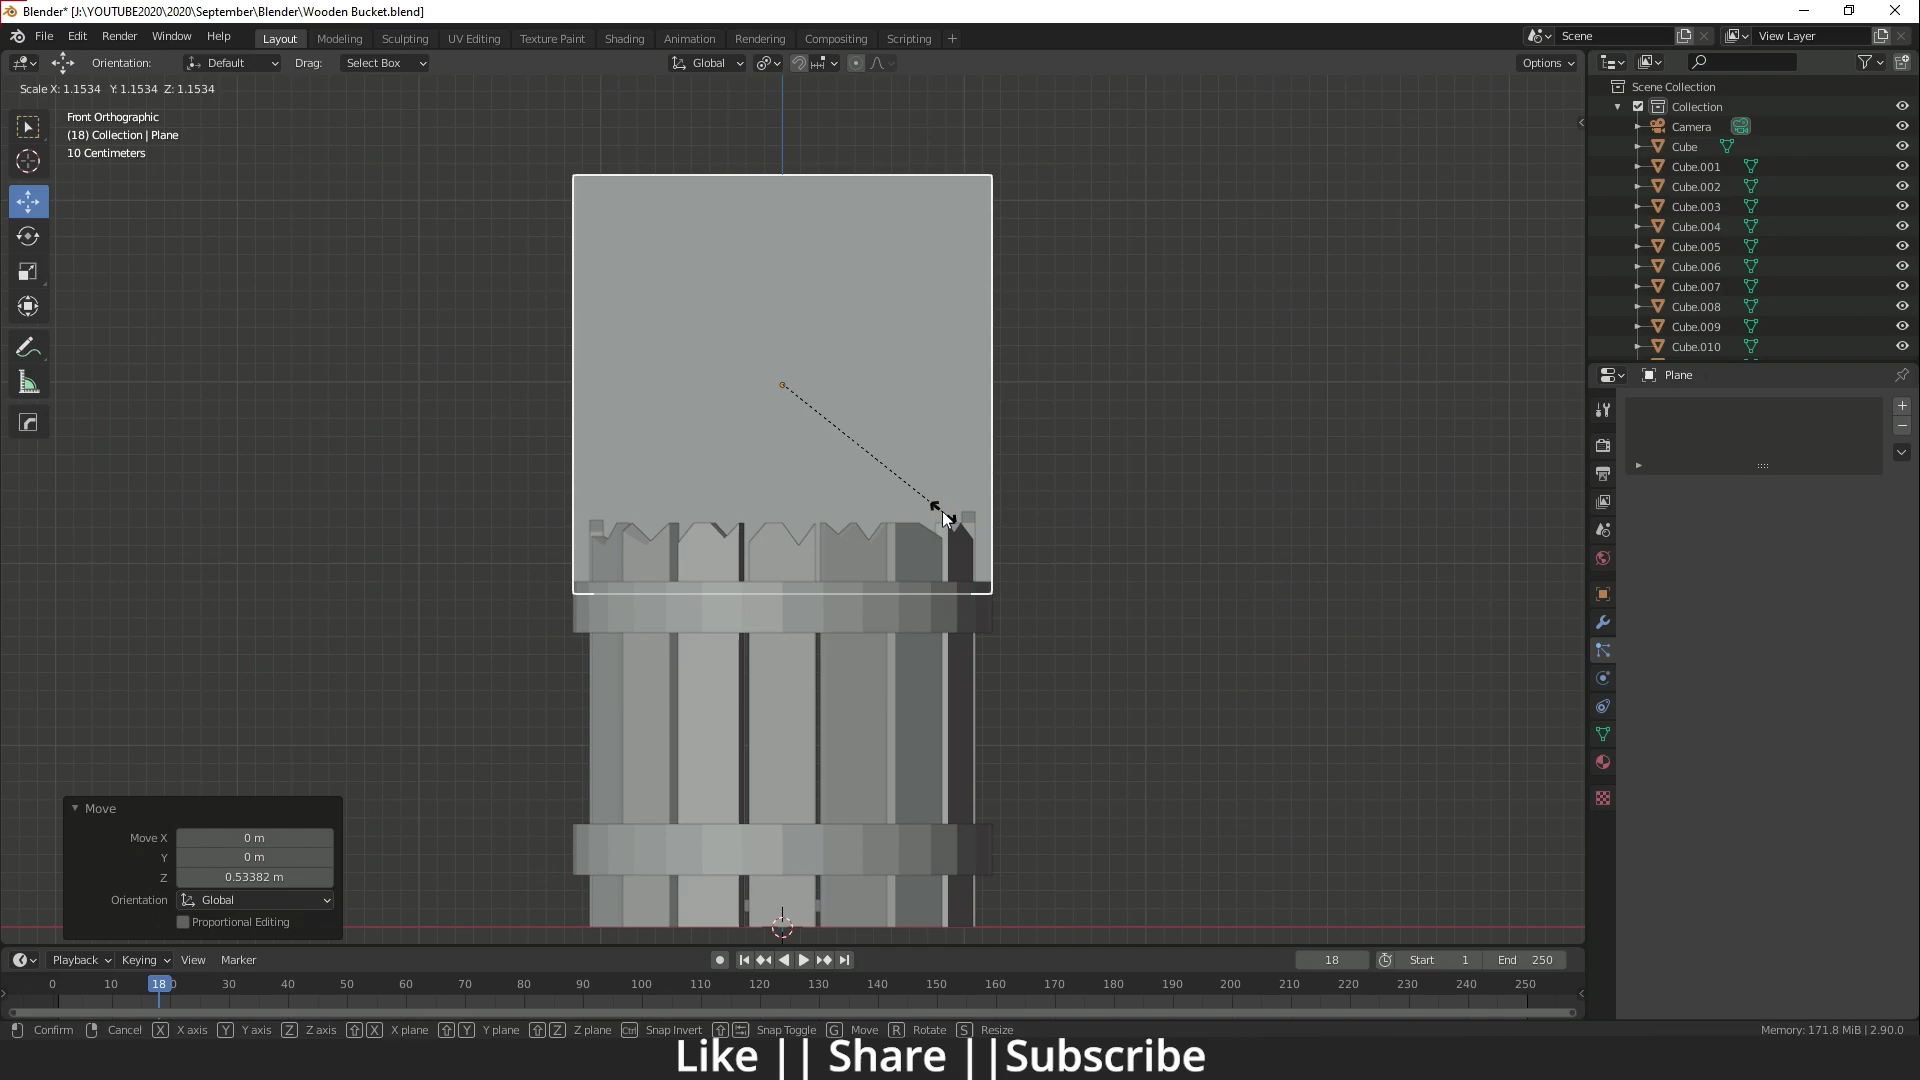 Blender* [J:\YOUTUBE2020\2020\September\Blender\Wooden Bucket.blend]
File Edit Render Window Help Layout Modeling Sculpting UV Editing Texture Paint Shading Animation Rendering Compositing Scripting + Scene View Layer
Orientation: Default Drag: Select Box Global Options
Scale X: 1.1534 Y: 1.1534 Z: 1.1534
Front Orthographic
(18) Collection | Plane
10 Centimeters
Scene Collection
Collection
Camera
Cube
Cube.001
Cube.002
Cube.003
Cube.004
Cube.005
Cube.006
Cube.007
Cube.008
Cube.009
Cube.010
Plane
Move
Move X 0 m
Y 0 m
Z 0.53382 m
Orientation Global
Proportional Editing
Playback Keying View Marker 18 Start 1 End 250
0 10 18 30 40 50 60 70 80 90 100 110 120 130 140 150 160 170 180 190 200 210 220 230 240 250
Confirm Cancel X X axis Y Y axis Z Z axis X X plane Y Y plane Z Z plane Ctrl Snap Invert Snap Toggle G Move R Rotate S Resize Memory: 171.8 MiB | 2.90.0
Like || Share ||Subscribe